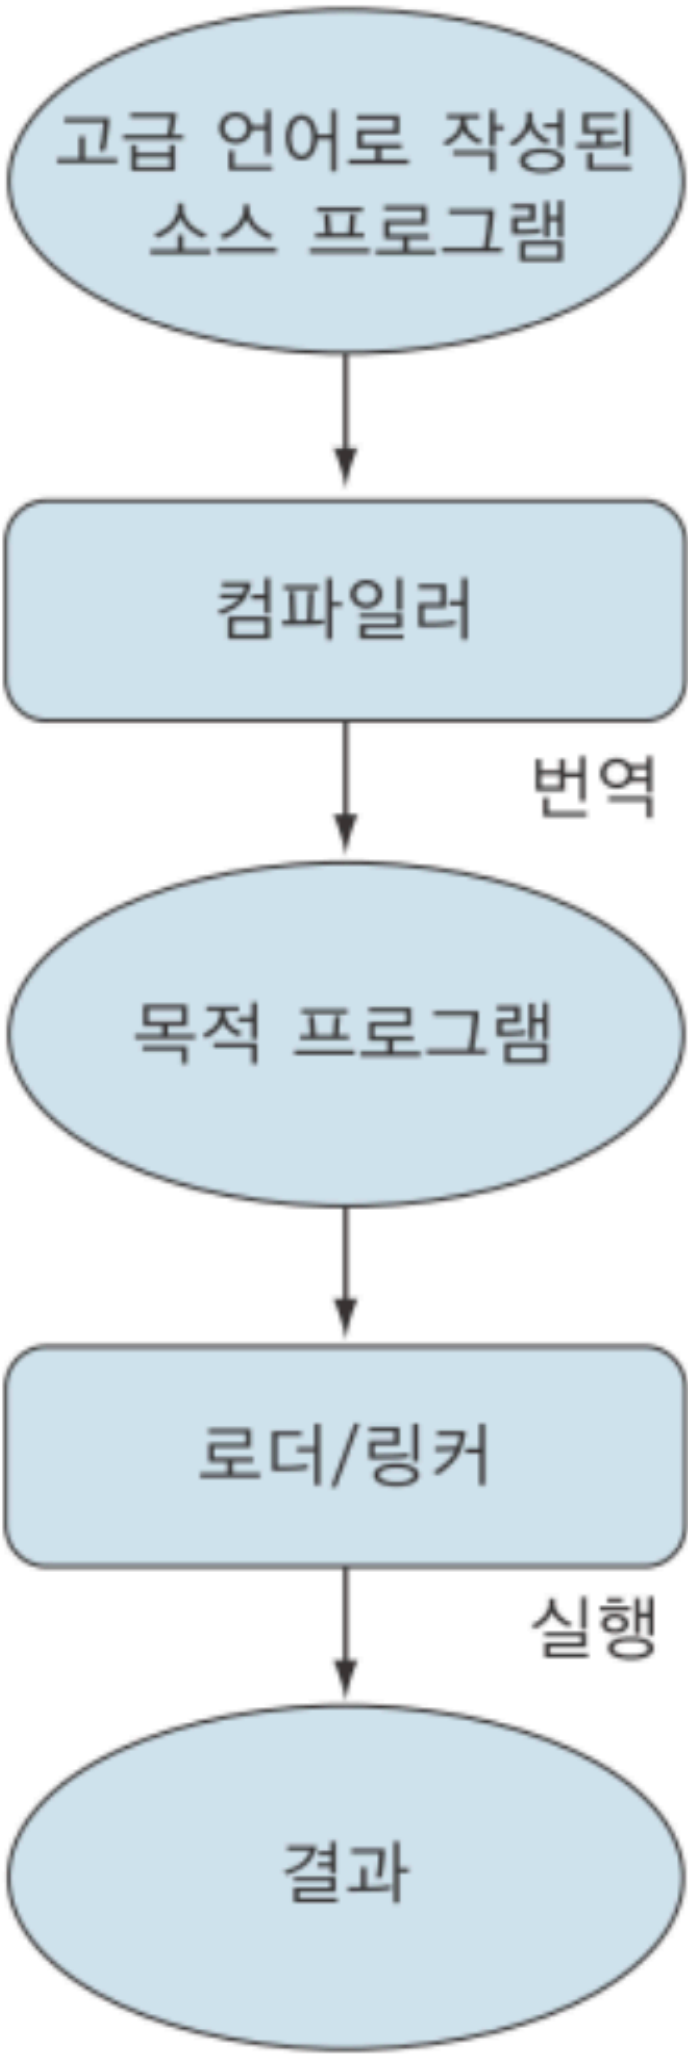 고급 언어로 작성된
소스 프로그램
컴파일러
번역
목적 프로그램
로더/링커
실행
결과